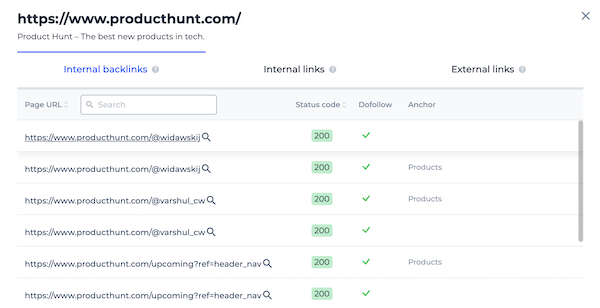 https://www.producthunt.com/
Product Hunt – The best new products in tech.
Internal backlinks ?
Internal links ?
External links ?
Page URL Search Status code Dofollow Anchor
https://www.producthunt.com/@widawskij 200
https://www.producthunt.com/@widawskij 200 Products
https://www.producthunt.com/@varshul_cw 200 Products
https://www.producthunt.com/@varshul_cw 200
https://www.producthunt.com/upcoming?ref=header_nav 200 Products
https://www.producthunt.com/upcoming?ref=header_nav 200